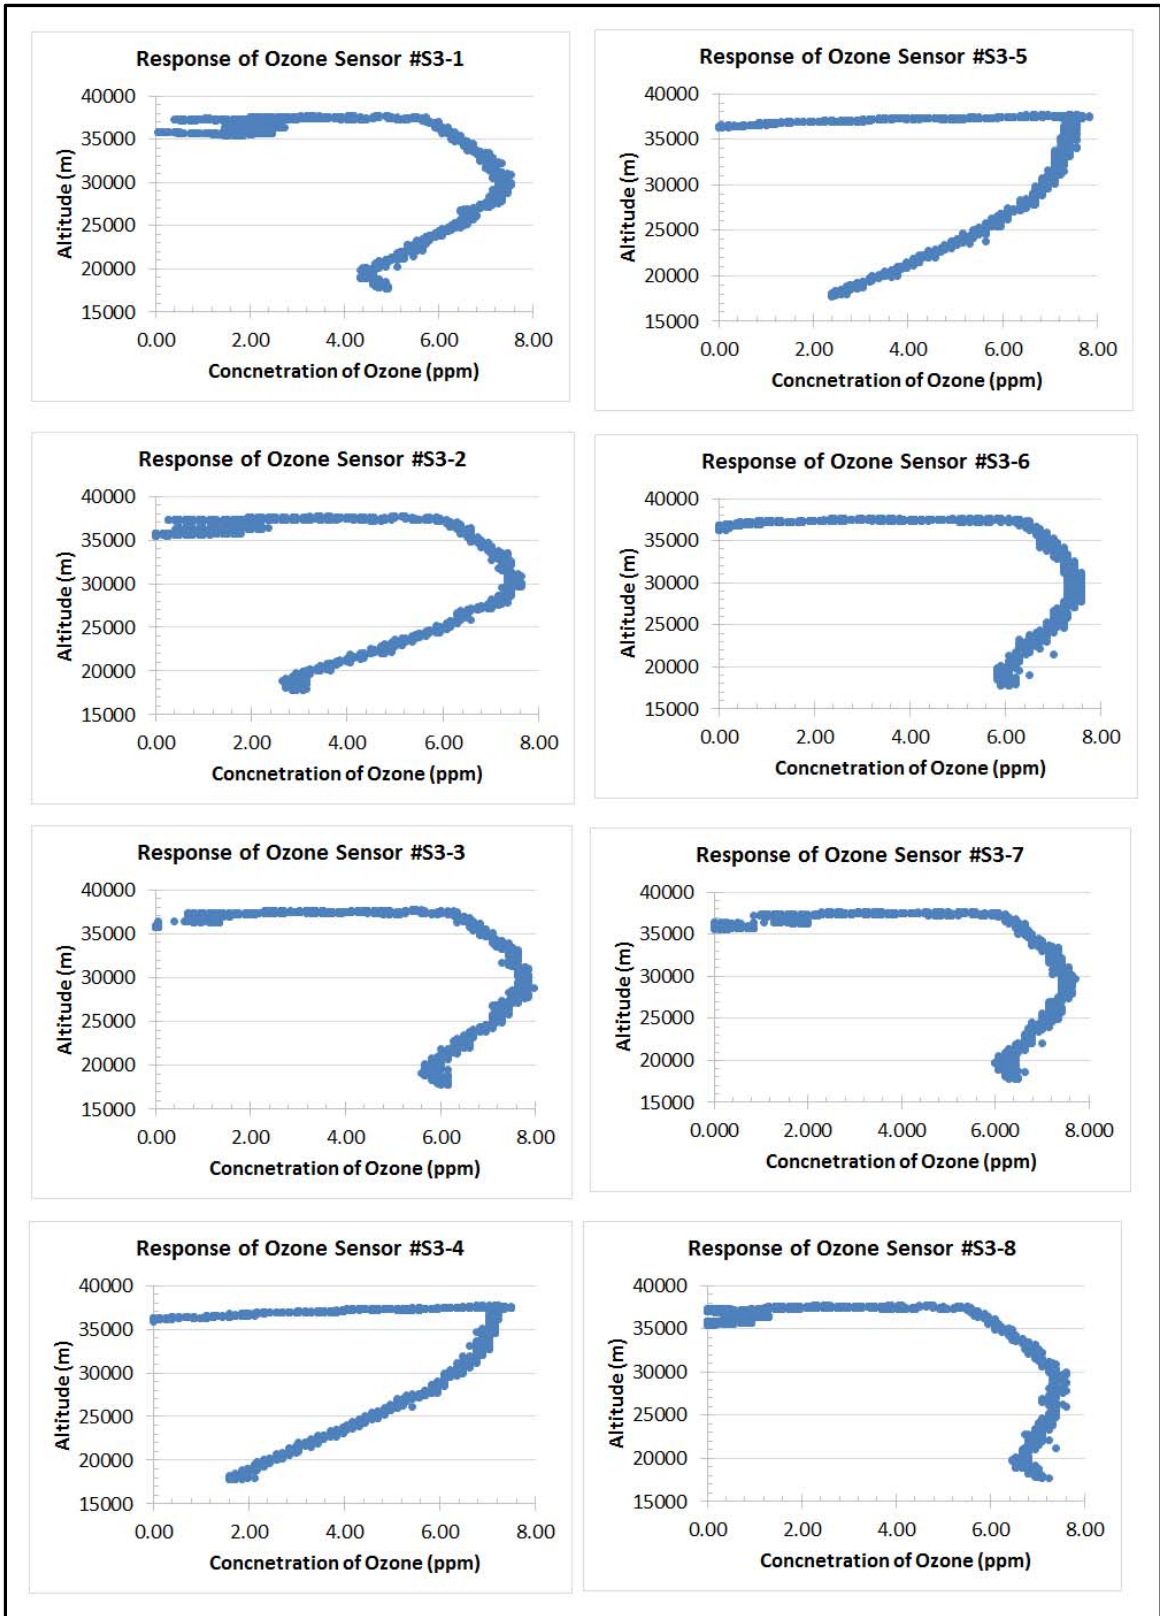 Response of Ozone Sensor #S3-1
40000
35000
30000
25000
20000
15000
Altitude (m)
0.00 2.00 4.00 6.00 8.00
Concnetration of Ozone (ppm)
Response of Ozone Sensor #S3-5
40000
35000
30000
25000
20000
15000
Altitude (m)
0.00 2.00 4.00 6.00 8.00
Concnetration of Ozone (ppm)
Response of Ozone Sensor #S3-2
40000
35000
30000
25000
20000
15000
Altitude (m)
0.00 2.00 4.00 6.00 8.00
Concnetration of Ozone (ppm)
Response of Ozone Sensor #S3-6
40000
35000
30000
25000
20000
15000
Altitude (m)
0.00 2.00 4.00 6.00 8.00
Concnetration of Ozone (ppm)
Response of Ozone Sensor #S3-3
40000
35000
30000
25000
20000
15000
Altitude (m)
0.00 2.00 4.00 6.00 8.00
Concnetration of Ozone (ppm)
Response of Ozone Sensor #S3-7
40000
35000
30000
25000
20000
15000
Altitude (m)
0.000 2.000 4.000 6.000 8.000
Concnetration of Ozone (ppm)
Response of Ozone Sensor #S3-4
40000
35000
30000
25000
20000
15000
Altitude (m)
0.00 2.00 4.00 6.00 8.00
Concnetration of Ozone (ppm)
Response of Ozone Sensor #S3-8
40000
35000
30000
25000
20000
15000
Altitude (m)
0.00 2.00 4.00 6.00 8.00
Concnetration of Ozone (ppm)